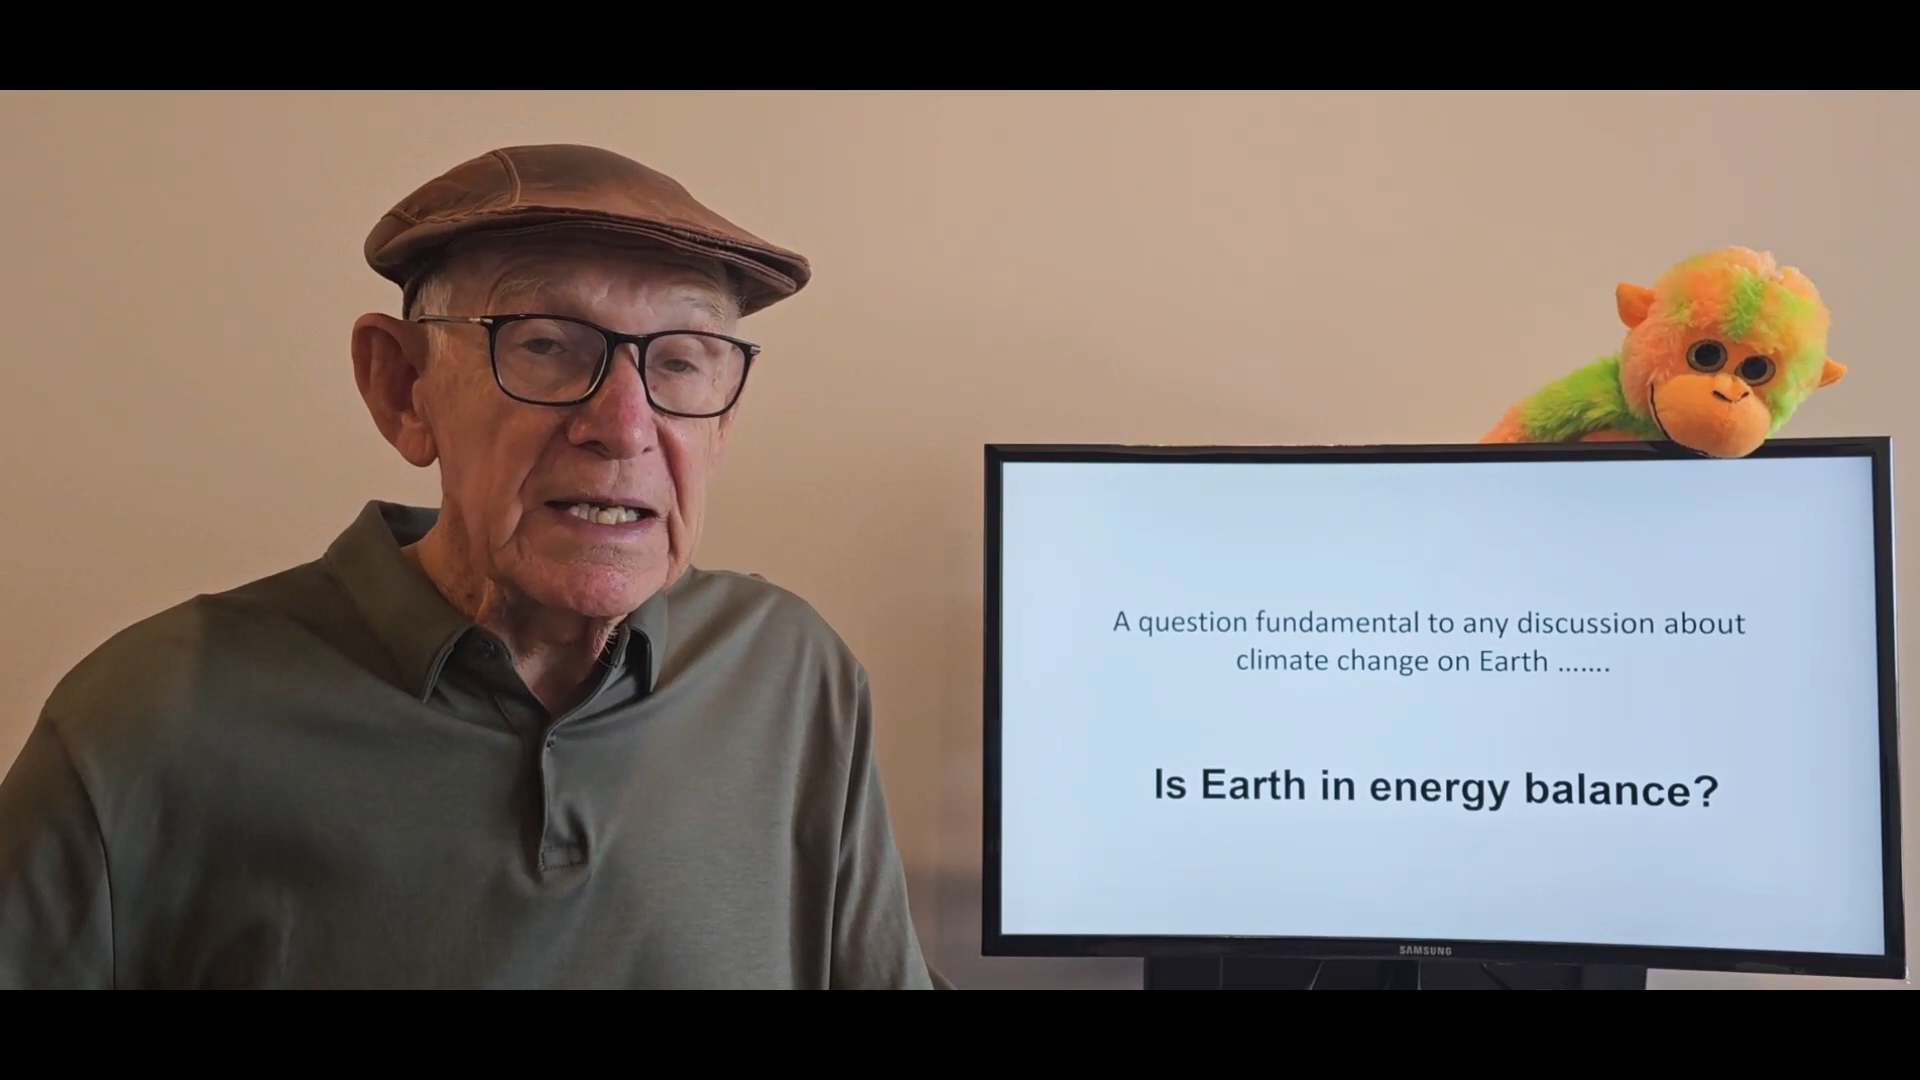 A question fundamental to any discussion about
climate change on Earth .......
Is Earth in energy balance?
SAMSUNG